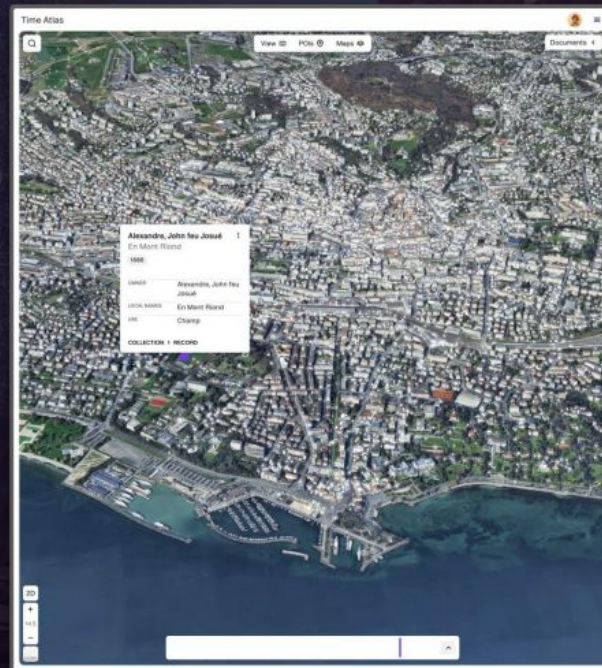 Time Atlas
View
POIs
Maps
Documents
Alexandre, John feu Josué
En Mont Riond
OWNER
Alexandre, John feu
Josué
LOCAL NAMES
En Mont Riond
USE
Champ
COLLECTION
RECORD
2D
+
−